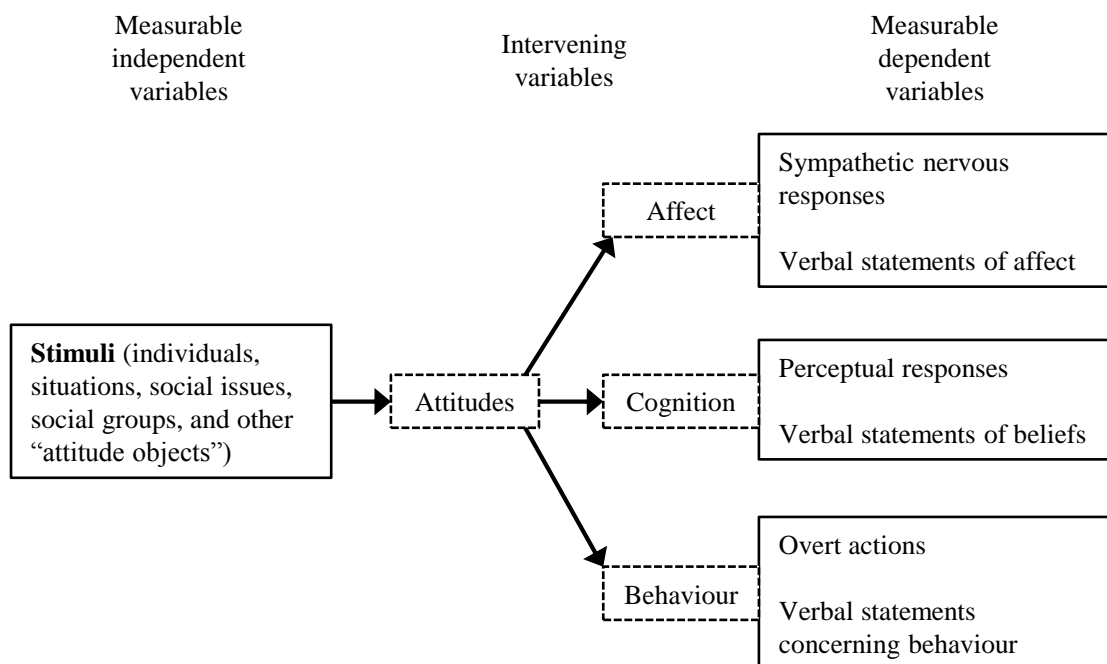 Measurable
independent
variables
Intervening
variables
Measurable
dependent
variables
Stimuli (individuals,
situations, social issues,
social groups, and other
“attitude objects”)
Attitudes
Affect
Sympathetic nervous
responses
Verbal statements of affect
Cognition
Perceptual responses
Verbal statements of beliefs
Behaviour
Overt actions
Verbal statements
concerning behaviour